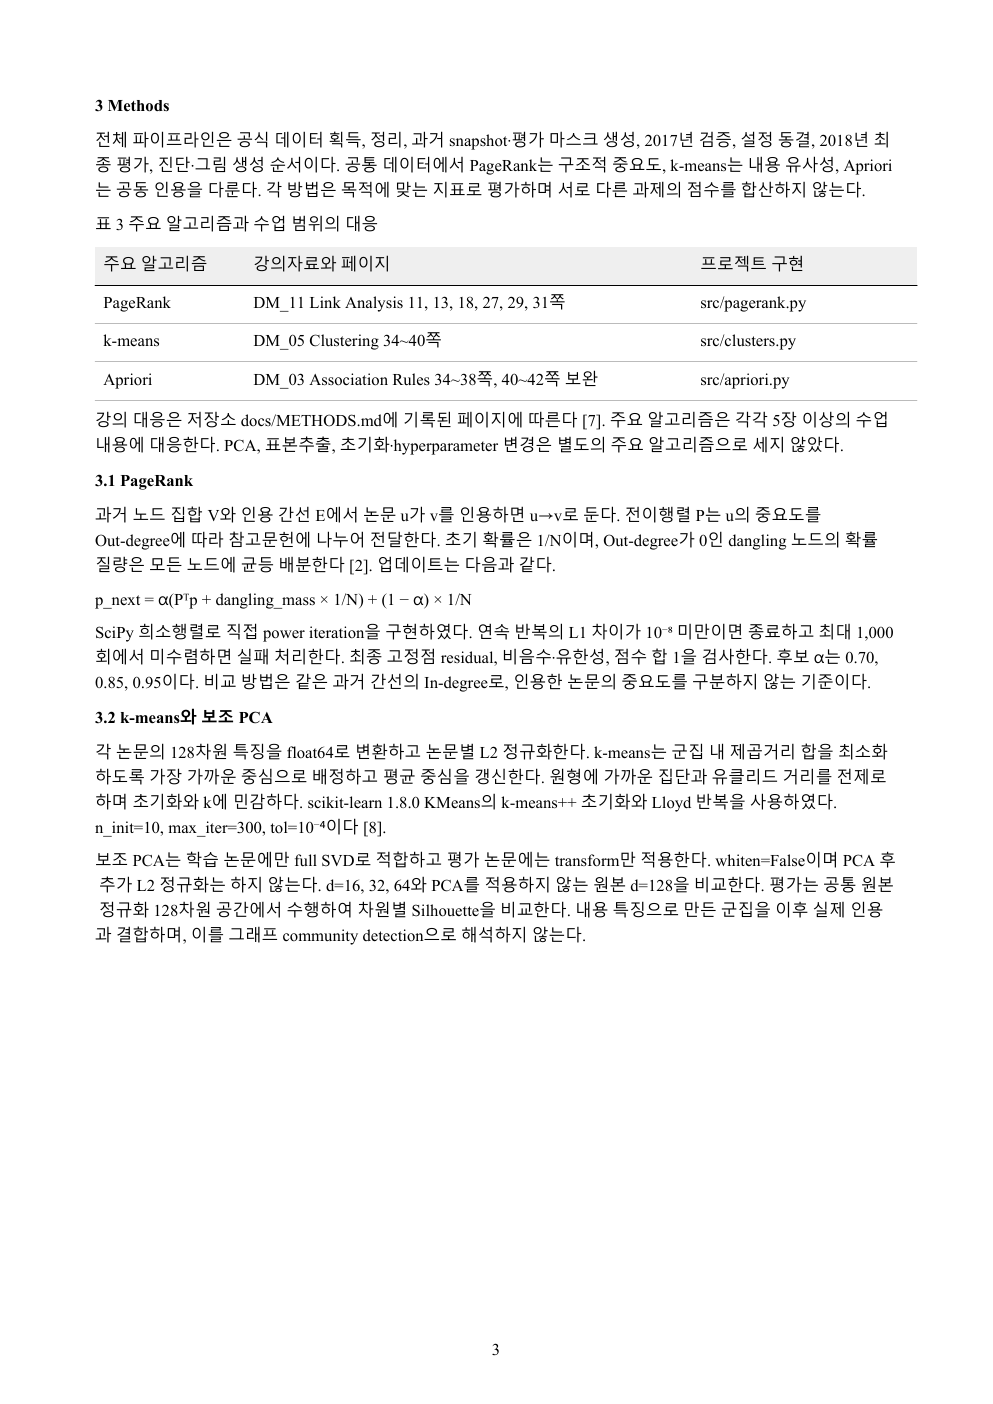 3 Methods
전체 파이프라인은 공식 데이터 획득, 정리, 과거 snapshot·평가 마스크 생성, 2017년 검증, 설정 동결, 2018년 최
종 평가, 진단·그림 생성 순서이다. 공통 데이터에서 PageRank는 구조적 중요도, k-means는 내용 유사성, Apriori
는 공동 인용을 다룬다. 각 방법은 목적에 맞는 지표로 평가하며 서로 다른 과제의 점수를 합산하지 않는다.
표 3 주요 알고리즘과 수업 범위의 대응
주요 알고리즘 강의자료와 페이지 프로젝트 구현
PageRank DM_11 Link Analysis 11, 13, 18, 27, 29, 31쪽 src/pagerank.py
k-means DM_05 Clustering 34~40쪽 src/clusters.py
Apriori DM_03 Association Rules 34~38쪽, 40~42쪽 보완 src/apriori.py
강의 대응은 저장소 docs/METHODS.md에 기록된 페이지에 따른다 [7]. 주요 알고리즘은 각각 5장 이상의 수업
내용에 대응한다. PCA, 표본추출, 초기화·hyperparameter 변경은 별도의 주요 알고리즘으로 세지 않았다.
3.1 PageRank
과거 노드 집합 V와 인용 간선 E에서 논문 u가 v를 인용하면 u→v로 둔다. 전이행렬 P는 u의 중요도를
Out-degree에 따라 참고문헌에 나누어 전달한다. 초기 확률은 1/N이며, Out-degree가 0인 dangling 노드의 확률
질량은 모든 노드에 균등 배분한다 [2]. 업데이트는 다음과 같다.
p_next = α(Pᵀp + dangling_mass × 1/N) + (1 − α) × 1/N
SciPy 희소행렬로 직접 power iteration을 구현하였다. 연속 반복의 L1 차이가 10⁻⁸ 미만이면 종료하고 최대 1,000
회에서 미수렴하면 실패 처리한다. 최종 고정점 residual, 비음수·유한성, 점수 합 1을 검사한다. 후보 α는 0.70,
0.85, 0.95이다. 비교 방법은 같은 과거 간선의 In-degree로, 인용한 논문의 중요도를 구분하지 않는 기준이다.
3.2 k-means와 보조 PCA
각 논문의 128차원 특징을 float64로 변환하고 논문별 L2 정규화한다. k-means는 군집 내 제곱거리 합을 최소화
하도록 가장 가까운 중심으로 배정하고 평균 중심을 갱신한다. 원형에 가까운 집단과 유클리드 거리를 전제로
하며 초기화와 k에 민감하다. scikit-learn 1.8.0 KMeans의 k-means++ 초기화와 Lloyd 반복을 사용하였다.
n_init=10, max_iter=300, tol=10⁻⁴이다 [8].
보조 PCA는 학습 논문에만 full SVD로 적합하고 평가 논문에는 transform만 적용한다. whiten=False이며 PCA 후
추가 L2 정규화는 하지 않는다. d=16, 32, 64와 PCA를 적용하지 않는 원본 d=128을 비교한다. 평가는 공통 원본
정규화 128차원 공간에서 수행하여 차원별 Silhouette을 비교한다. 내용 특징으로 만든 군집을 이후 실제 인용
과 결합하며, 이를 그래프 community detection으로 해석하지 않는다.
3